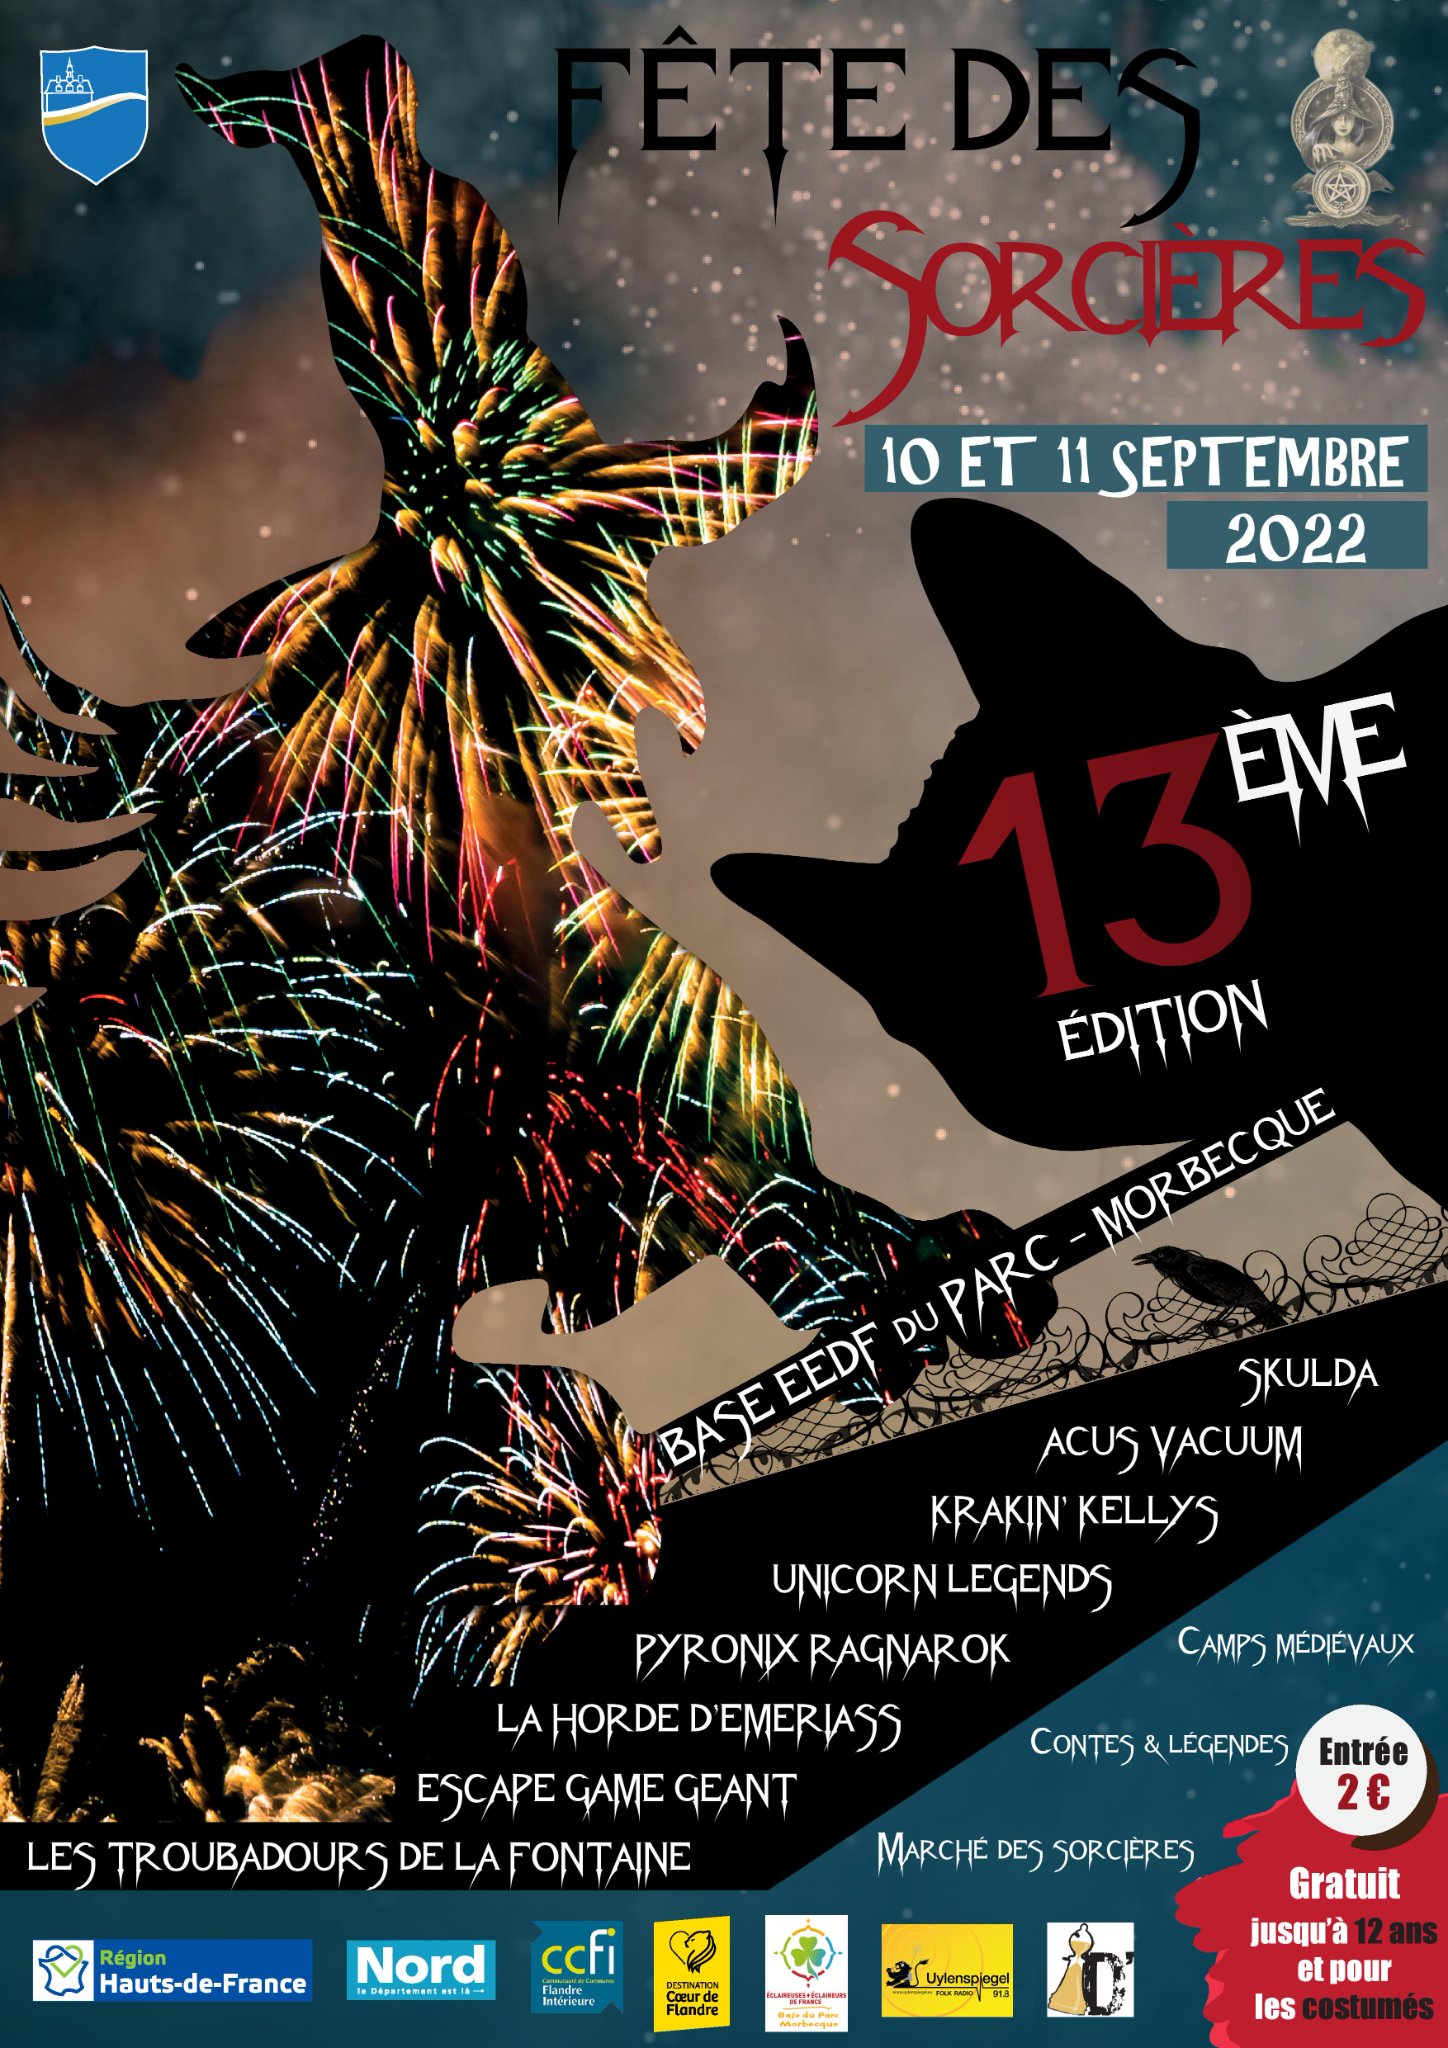 FÊTE DES
SORCIÈRES
10 ET 11 SEPTEMBRE
2022
13ÈME
ÉDITION
BASE EEDF DU PARC - MORBECQUE
SKULDA
ACUS VACUUM
KRAKIN' KELLYS
UNICORN LEGENDS
PYRONIX RAGNAROK
LA HORDE D'EMERIASS
ESCAPE GAME GEANT
LES TROUBADOURS DE LA FONTAINE
CAMPS MÉDIÉVAUX
CONTES & LÉGENDES
MARCHÉ DES SORCIÈRES
Entrée
2 €
Gratuit
jusqu'à 12 ans
et pour
les costumés
Région
Hauts-de-France
Nord
le Département est là
ccfi
Communauté de Communes
Flandre
Intérieure
DESTINATION
Cœur de
Flandre
ÉCLAIREUSES • ÉCLAIREURS
DE FRANCE
Base du Parc
Morbecque
Uylenspiegel
FOLK RADIO 91.8
D'